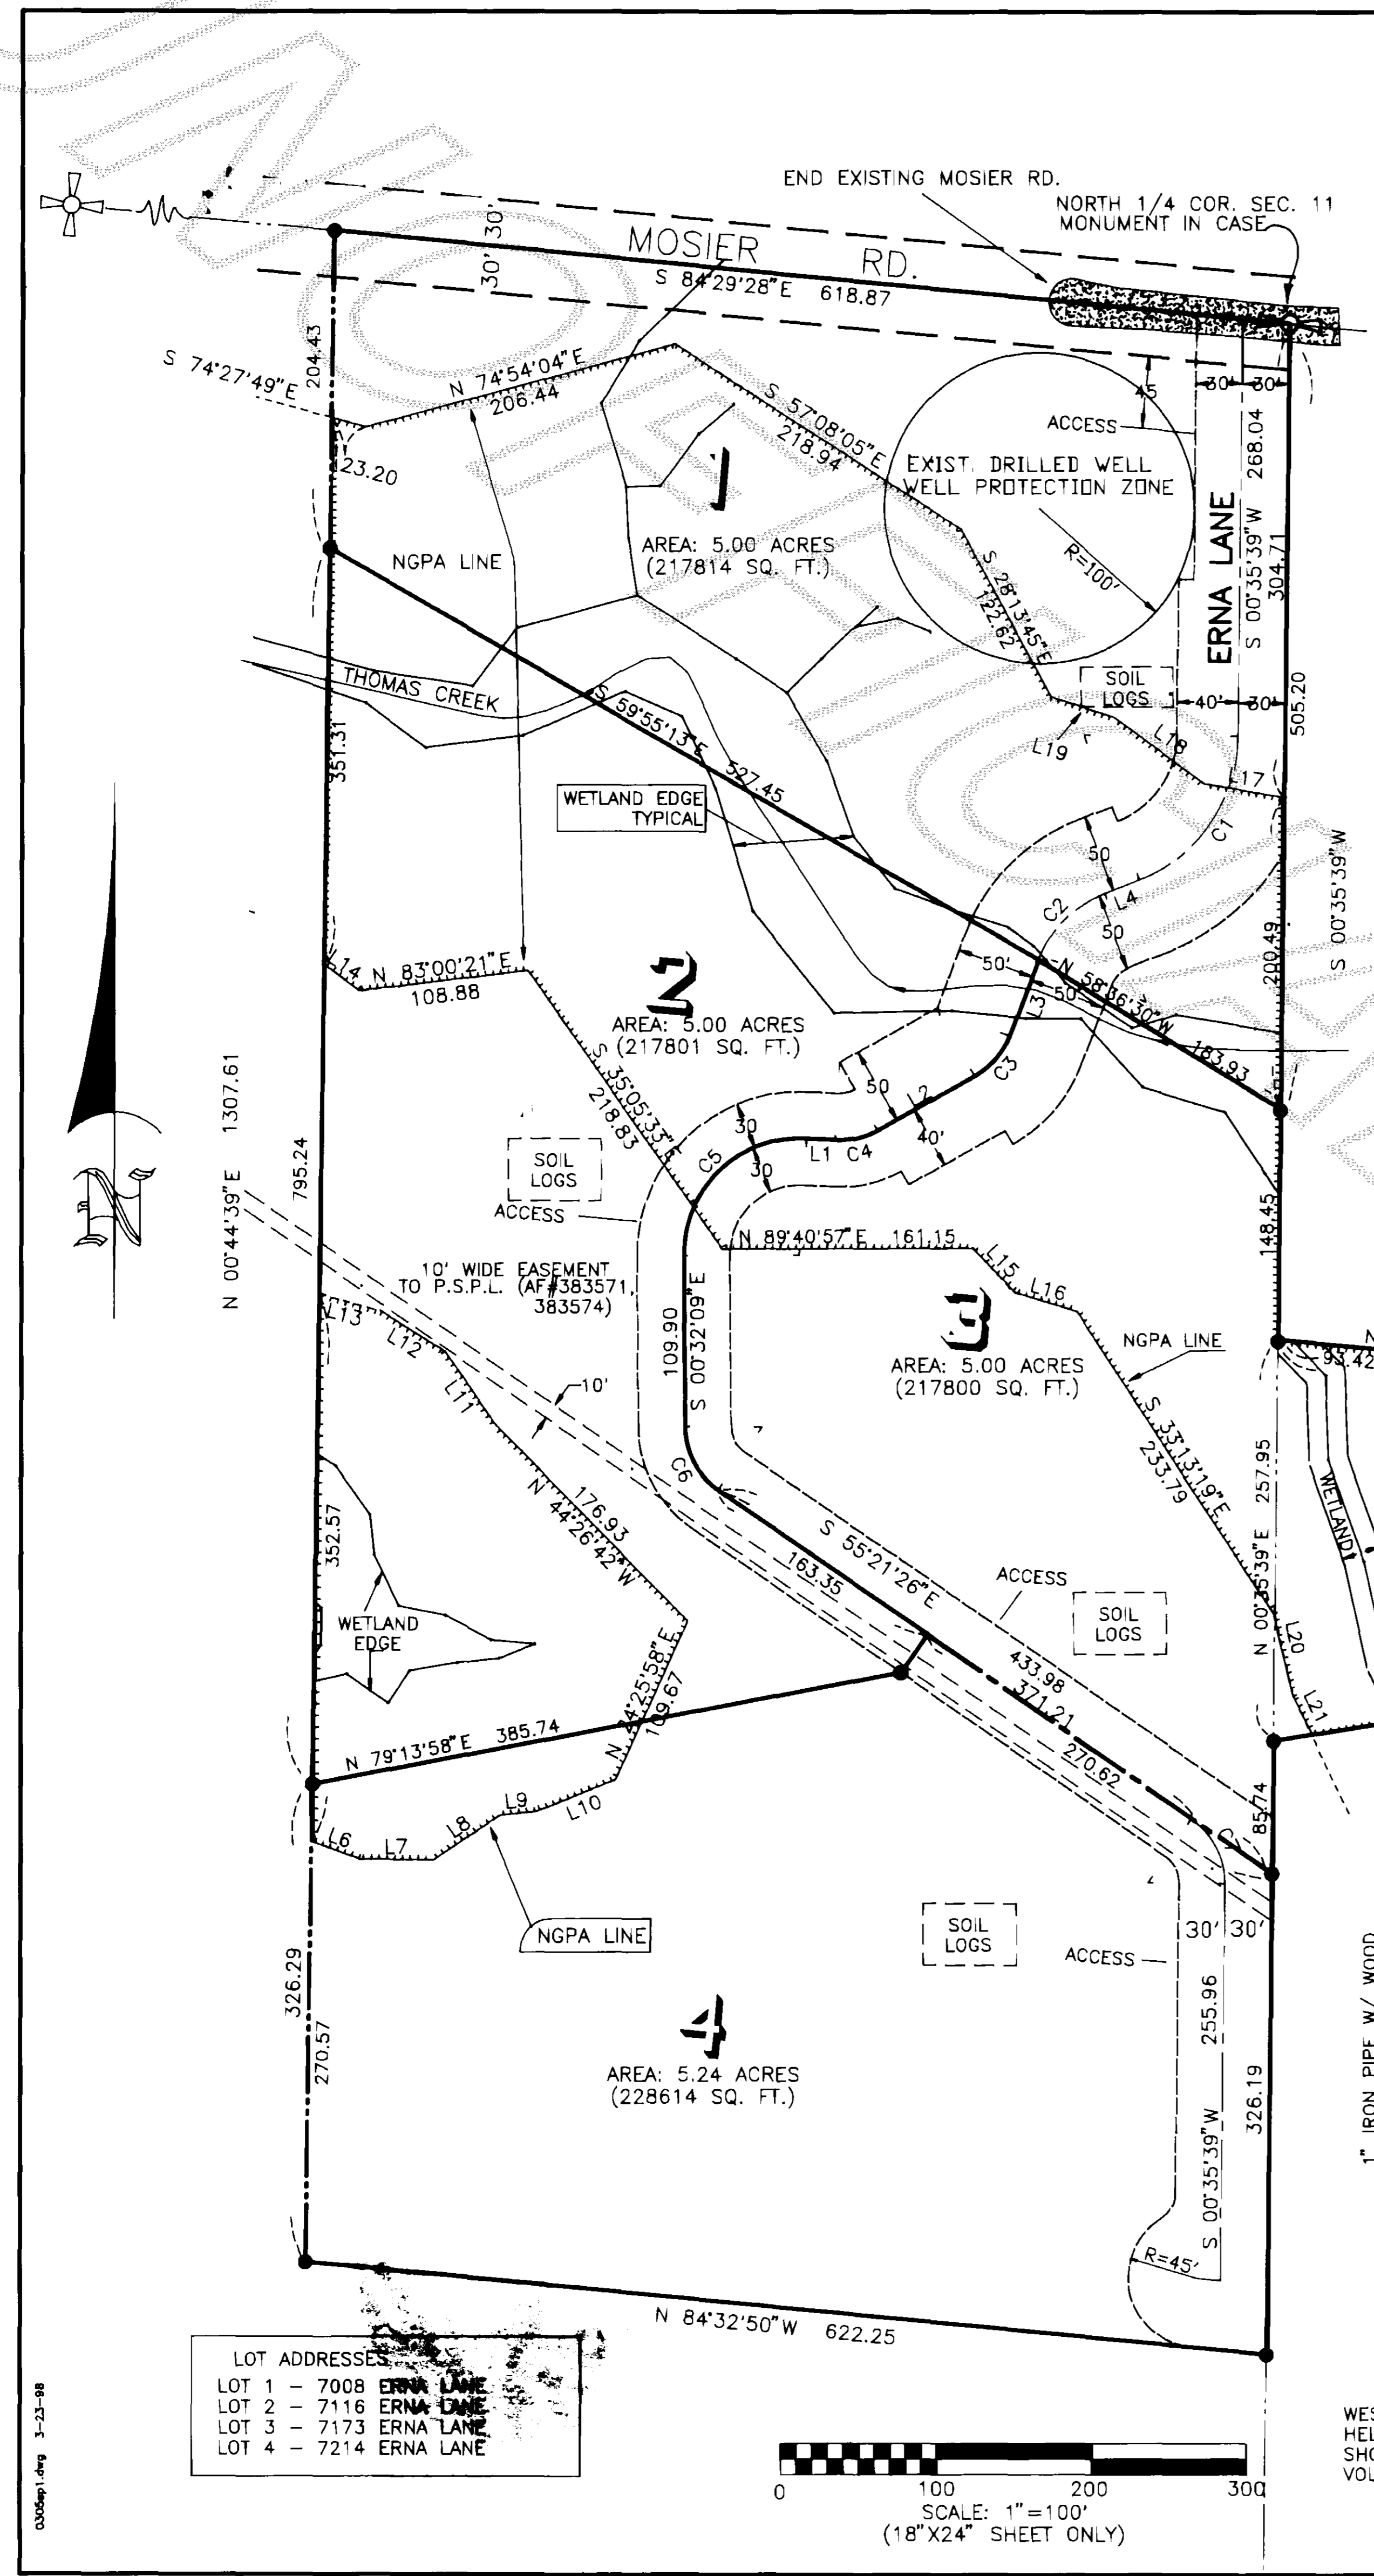 END EXISTING MOSIER RD.
NORTH 1/4 COR. SEC. 11
MONUMENT IN CASE
30' 30'
MOSIER RD.
S 84°29'28"E 618.87
204.43
S 74°27'49"E
N 74°54'04"E
206.44
23.20
S 57°08'05"E
218.94
45
30' 30'
ACCESS
EXIST. DRILLED WELL
WELL PROTECTION ZONE
R=100'
ERNA LANE
S 00°35'39"W 268.04
304.71
1
AREA: 5.00 ACRES
(217814 SQ. FT.)
NGPA LINE
S 28°13'45"E
122.62
THOMAS CREEK
SOIL
LOGS
40' 30'
505.20
L19
L18
L17
S 59°55'13"E 527.45
351.31
WETLAND EDGE
TYPICAL
C1
50
C2
L4
50
S 00°35'39"W
200.49
L14
N 83°00'21"E
108.88
2
AREA: 5.00 ACRES
(217801 SQ. FT.)
50'
50
L3
N 58°36'30"W 183.93
S 35°05'33"E
218.83
N 00°44'39"E 1307.61
795.24
N
50
L2
C3
40'
30
30
L1 C4
C5
SOIL
LOGS
ACCESS
148.45
N 89°40'57"E 161.15
L15
L16
10' WIDE EASEMENT
TO P.S.P.L. (AF#383571,
383574)
L13
L12
L11
10'
109.90
S 00°32'09"E
3
AREA: 5.00 ACRES
(217800 SQ. FT.)
NGPA LINE
93.42
S 33°13'19"E
233.79
N 00°35'39"E 257.95
WETLAND
C6
176.93
N 44°26'42"W
352.57
S 55°21'26"E
163.35
ACCESS
SOIL
LOGS
WETLAND
EDGE
L20
L21
433.98
371.21
270.62
N 24°25'58"E
109.67
N 79°13'58"E 385.74
85.74
L6
L7
L8
L9
L10
NGPA LINE
SOIL
LOGS
30' 30'
ACCESS
326.29
270.57
4
AREA: 5.24 ACRES
(228614 SQ. FT.)
S 00°35'39"W 255.96
326.19
1" IRON PIPE W/ WOOD
R=45'
N 84°32'50"W 622.25
LOT ADDRESSES
LOT 1 - 7008 ERNA LANE
LOT 2 - 7116 ERNA LANE
LOT 3 - 7173 ERNA LANE
LOT 4 - 7214 ERNA LANE
0 100 200 300
SCALE: 1"=100'
(18"X24" SHEET ONLY)
0305sp1.dwg 3-23-98